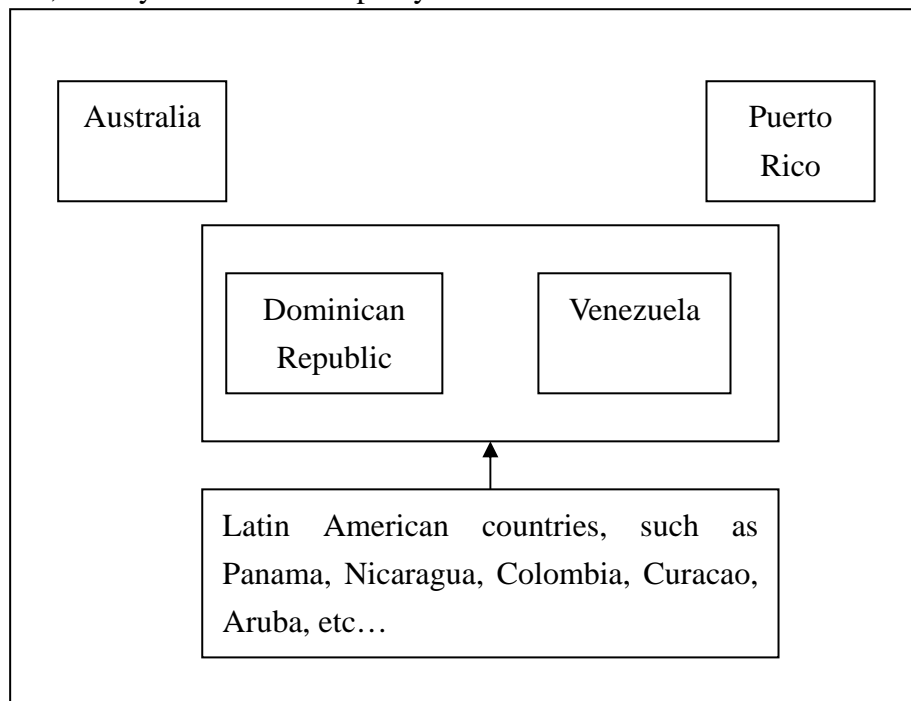 Australia
Puerto
Rico
Dominican
Republic
Venezuela
Latin American countries, such as
Panama, Nicaragua, Colombia, Curacao,
Aruba, etc…